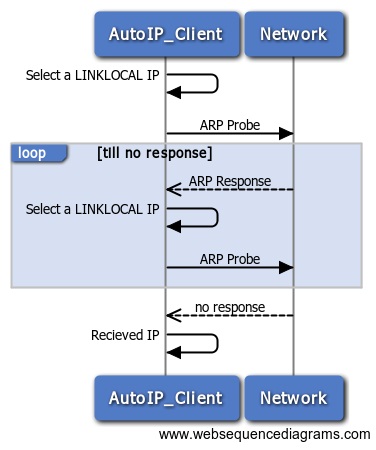 AutoIP_Client Network
Select a LINKLOCAL IP
ARP Probe
loop [till no response]
ARP Response
Select a LINKLOCAL IP
ARP Probe
no response
Recieved IP
AutoIP_Client Network
www.websequencediagrams.com